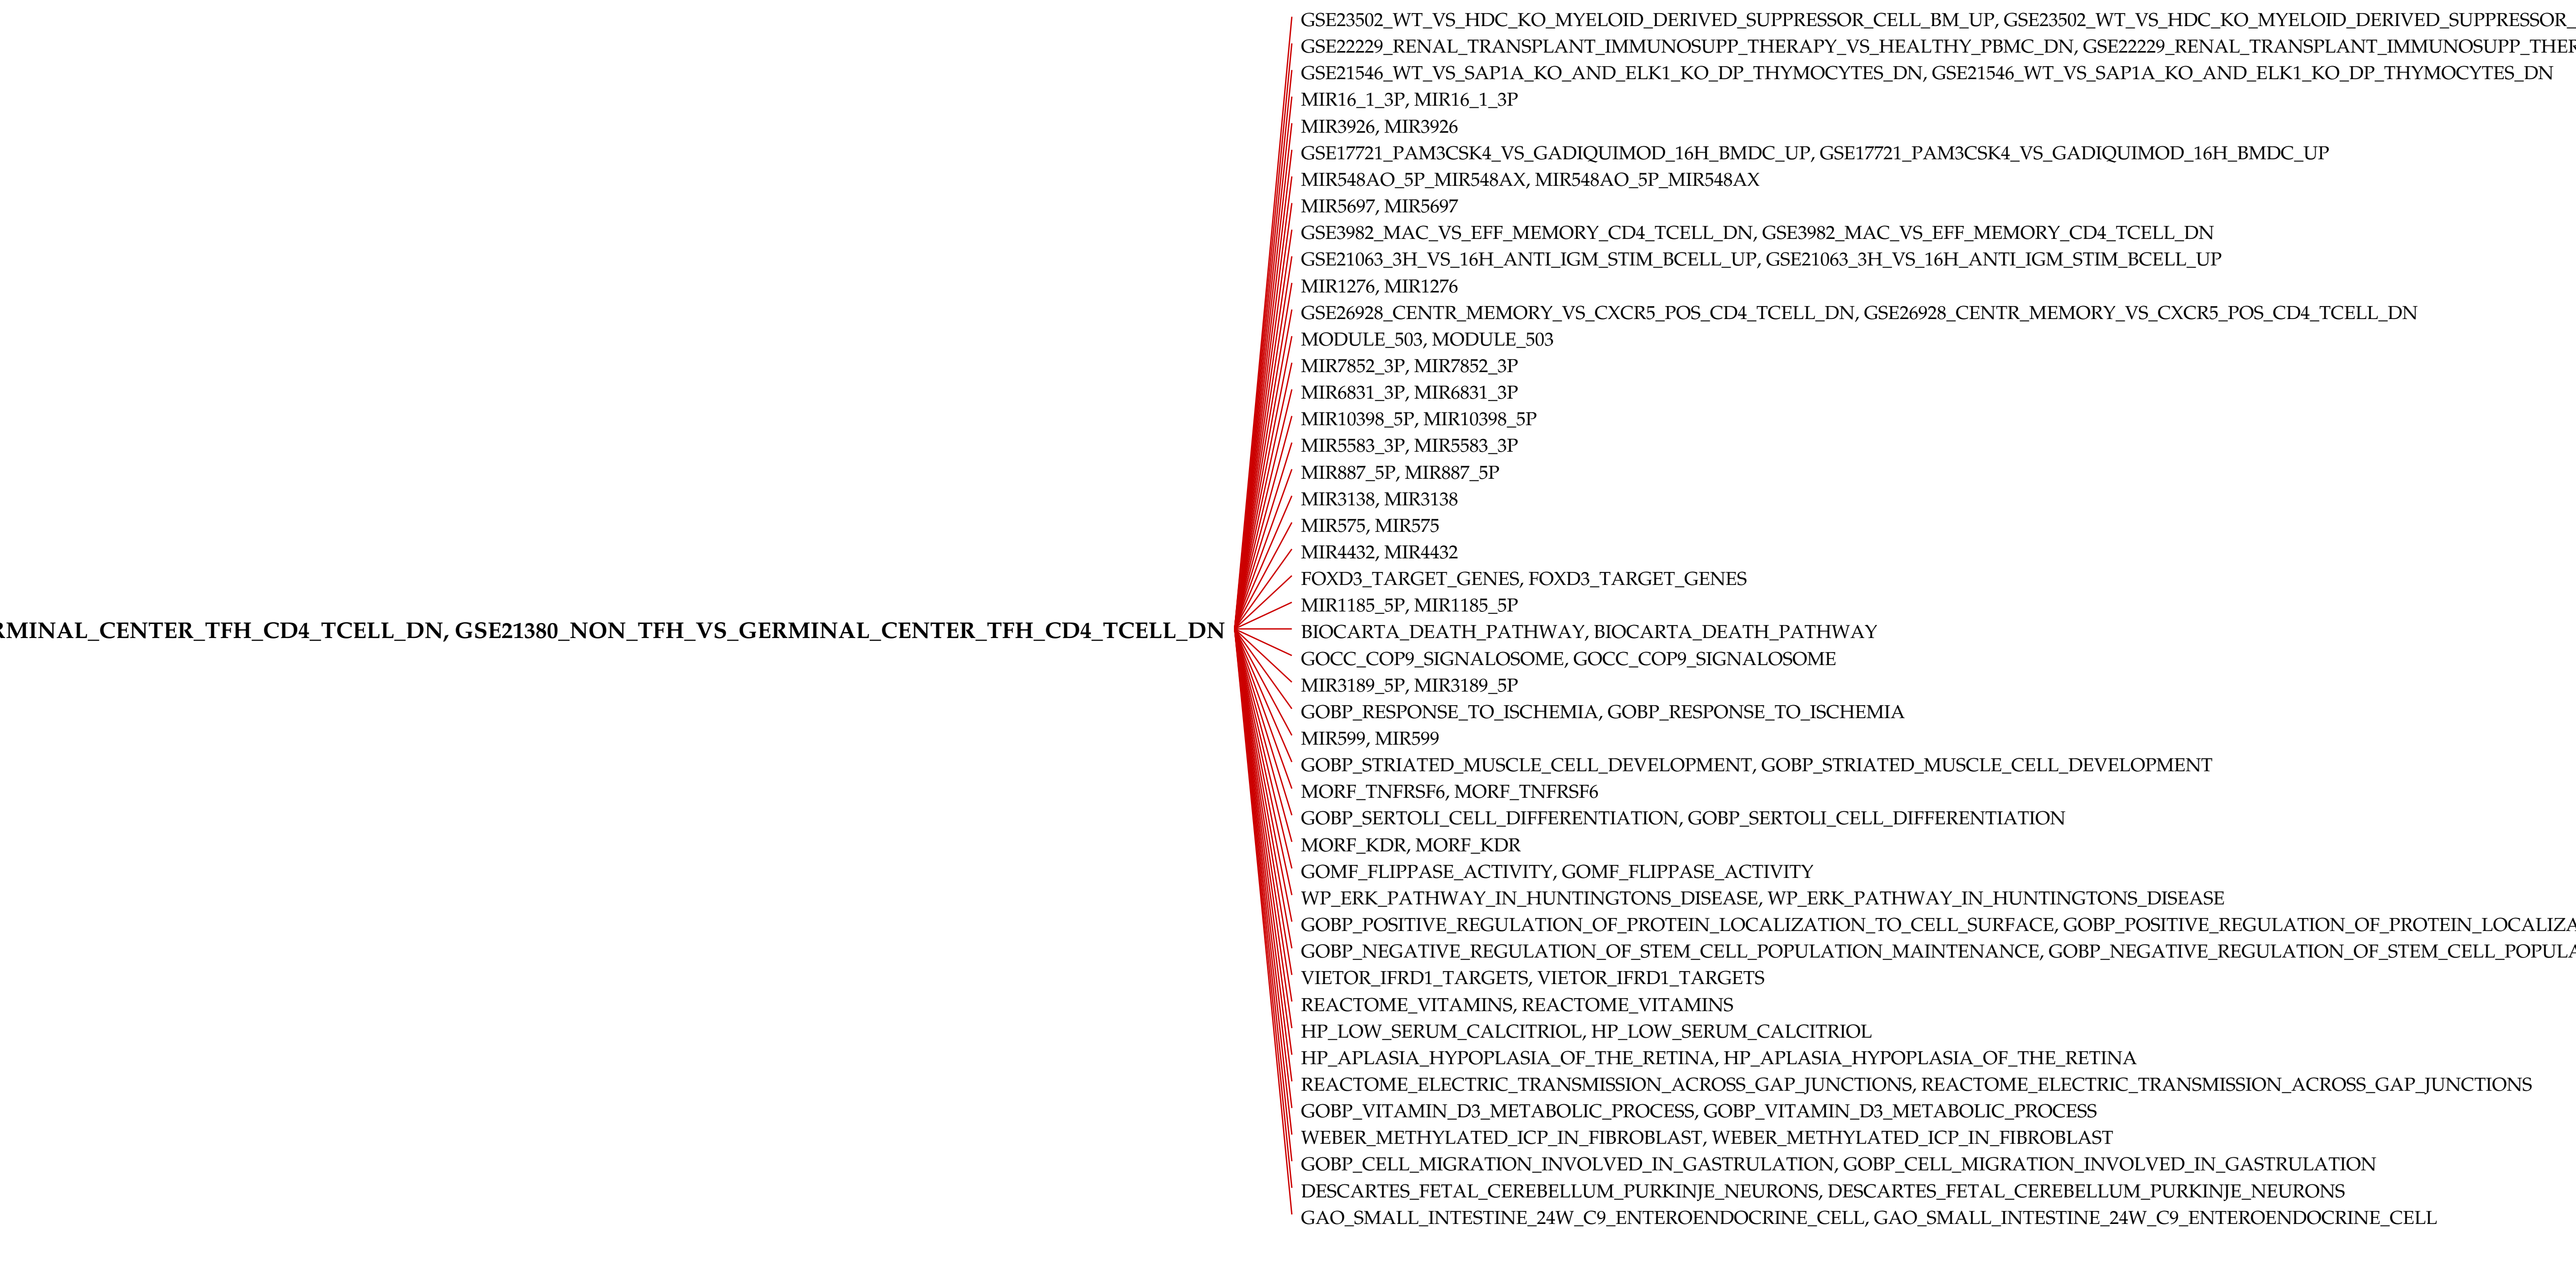 GSE23502_WT_VS_HDC_KO_MYELOID_DERIVED_SUPPRESSOR_CELL_BM_UP, GSE23502_WT_VS_HDC_KO_MYELOID_DERIVED_SUPPRESSOR_
GSE22229_RENAL_TRANSPLANT_IMMUNOSUPP_THERAPY_VS_HEALTHY_PBMC_DN, GSE22229_RENAL_TRANSPLANT_IMMUNOSUPP_THER
GSE21546_WT_VS_SAP1A_KO_AND_ELK1_KO_DP_THYMOCYTES_DN, GSE21546_WT_VS_SAP1A_KO_AND_ELK1_KO_DP_THYMOCYTES_DN
MIR16_1_3P, MIR16_1_3P
MIR3926, MIR3926
GSE17721_PAM3CSK4_VS_GADIQUIMOD_16H_BMDC_UP, GSE17721_PAM3CSK4_VS_GADIQUIMOD_16H_BMDC_UP
MIR548AO_5P_MIR548AX, MIR548AO_5P_MIR548AX
MIR5697, MIR5697
GSE3982_MAC_VS_EFF_MEMORY_CD4_TCELL_DN, GSE3982_MAC_VS_EFF_MEMORY_CD4_TCELL_DN
GSE21063_3H_VS_16H_ANTI_IGM_STIM_BCELL_UP, GSE21063_3H_VS_16H_ANTI_IGM_STIM_BCELL_UP
MIR1276, MIR1276
GSE26928_CENTR_MEMORY_VS_CXCR5_POS_CD4_TCELL_DN, GSE26928_CENTR_MEMORY_VS_CXCR5_POS_CD4_TCELL_DN
MODULE_503, MODULE_503
MIR7852_3P, MIR7852_3P
MIR6831_3P, MIR6831_3P
MIR10398_5P, MIR10398_5P
MIR5583_3P, MIR5583_3P
MIR887_5P, MIR887_5P
MIR3138, MIR3138
MIR575, MIR575
MIR4432, MIR4432
FOXD3_TARGET_GENES, FOXD3_TARGET_GENES
MIR1185_5P, MIR1185_5P
RMINAL_CENTER_TFH_CD4_TCELL_DN, GSE21380_NON_TFH_VS_GERMINAL_CENTER_TFH_CD4_TCELL_DN
BIOCARTA_DEATH_PATHWAY, BIOCARTA_DEATH_PATHWAY
GOCC_COP9_SIGNALOSOME, GOCC_COP9_SIGNALOSOME
MIR3189_5P, MIR3189_5P
GOBP_RESPONSE_TO_ISCHEMIA, GOBP_RESPONSE_TO_ISCHEMIA
MIR599, MIR599
GOBP_STRIATED_MUSCLE_CELL_DEVELOPMENT, GOBP_STRIATED_MUSCLE_CELL_DEVELOPMENT
MORF_TNFRSF6, MORF_TNFRSF6
GOBP_SERTOLI_CELL_DIFFERENTIATION, GOBP_SERTOLI_CELL_DIFFERENTIATION
MORF_KDR, MORF_KDR
GOMF_FLIPPASE_ACTIVITY, GOMF_FLIPPASE_ACTIVITY
WP_ERK_PATHWAY_IN_HUNTINGTONS_DISEASE, WP_ERK_PATHWAY_IN_HUNTINGTONS_DISEASE
GOBP_POSITIVE_REGULATION_OF_PROTEIN_LOCALIZATION_TO_CELL_SURFACE, GOBP_POSITIVE_REGULATION_OF_PROTEIN_LOCALIZA
GOBP_NEGATIVE_REGULATION_OF_STEM_CELL_POPULATION_MAINTENANCE, GOBP_NEGATIVE_REGULATION_OF_STEM_CELL_POPULA
VIETOR_IFRD1_TARGETS, VIETOR_IFRD1_TARGETS
REACTOME_VITAMINS, REACTOME_VITAMINS
HP_LOW_SERUM_CALCITRIOL, HP_LOW_SERUM_CALCITRIOL
HP_APLASIA_HYPOPLASIA_OF_THE_RETINA, HP_APLASIA_HYPOPLASIA_OF_THE_RETINA
REACTOME_ELECTRIC_TRANSMISSION_ACROSS_GAP_JUNCTIONS, REACTOME_ELECTRIC_TRANSMISSION_ACROSS_GAP_JUNCTIONS
GOBP_VITAMIN_D3_METABOLIC_PROCESS, GOBP_VITAMIN_D3_METABOLIC_PROCESS
WEBER_METHYLATED_ICP_IN_FIBROBLAST, WEBER_METHYLATED_ICP_IN_FIBROBLAST
GOBP_CELL_MIGRATION_INVOLVED_IN_GASTRULATION, GOBP_CELL_MIGRATION_INVOLVED_IN_GASTRULATION
DESCARTES_FETAL_CEREBELLUM_PURKINJE_NEURONS, DESCARTES_FETAL_CEREBELLUM_PURKINJE_NEURONS
GAO_SMALL_INTESTINE_24W_C9_ENTEROENDOCRINE_CELL, GAO_SMALL_INTESTINE_24W_C9_ENTEROENDOCRINE_CELL